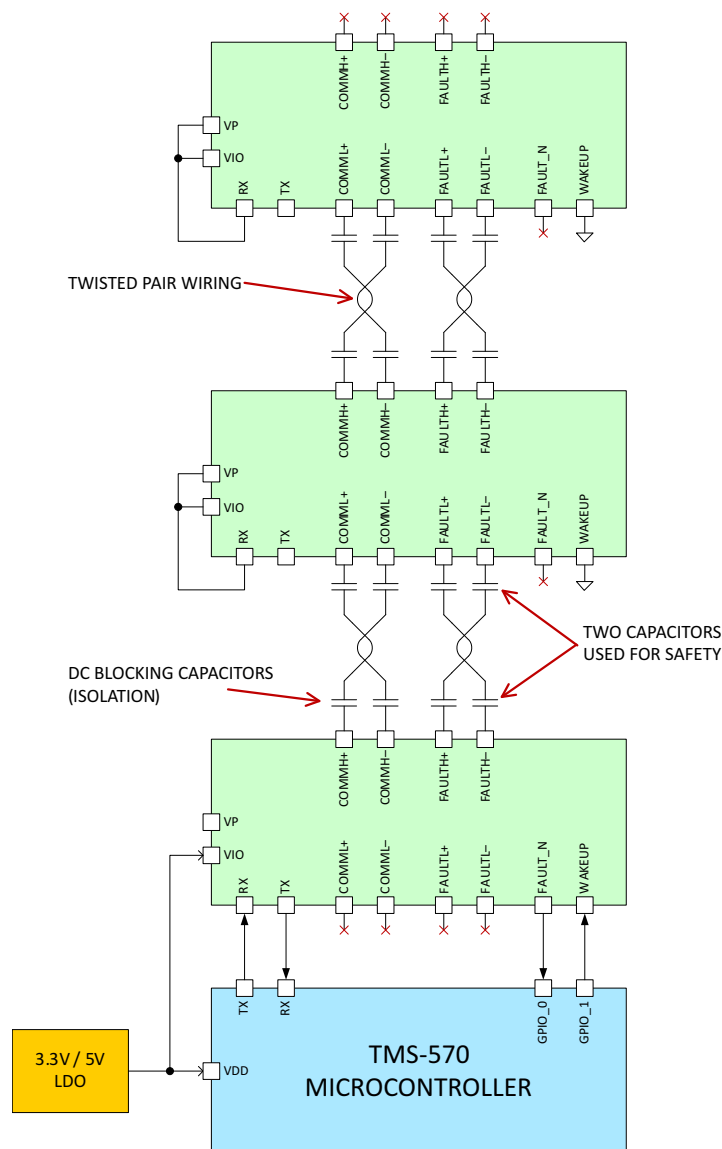 COMMH+
COMMH–
FAULTH+
FAULTH–
VP
VIO
RX
TX
COMML+
COMML–
FAULTL+
FAULTL–
FAULT_N
WAKEUP
TWISTED PAIR WIRING
COMMH+
COMMH–
FAULTH+
FAULTH–
VP
VIO
RX
TX
COMML+
COMML–
FAULTL+
FAULTL–
FAULT_N
WAKEUP
TWO CAPACITORS
USED FOR SAFETY
DC BLOCKING CAPACITORS
(ISOLATION)
COMMH+
COMMH–
FAULTH+
FAULTH–
VP
VIO
RX
TX
COMML+
COMML–
FAULTL+
FAULTL–
FAULT_N
WAKEUP
TX
RX
GPIO_0
GPIO_1
3.3V / 5V
LDO
VDD
TMS-570
MICROCONTROLLER